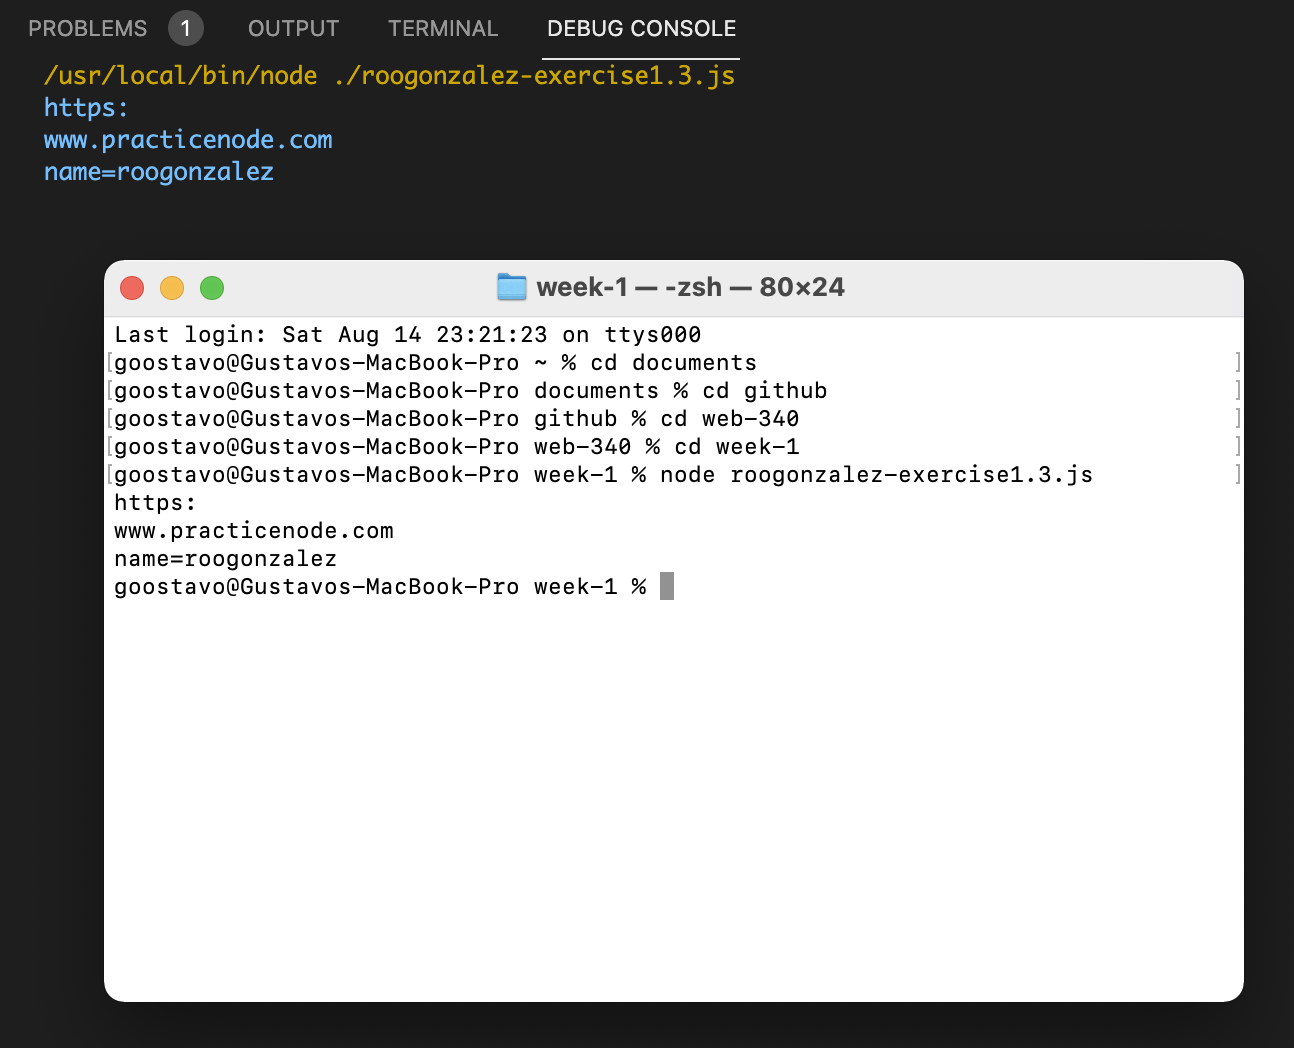 PROBLEMS 1 OUTPUT TERMINAL DEBUG CONSOLE
/usr/local/bin/node ./roogonzalez-exercise1.3.js
https:
www.practicenode.com
name=roogonzalez
week-1 — -zsh — 80×24
Last login: Sat Aug 14 23:21:23 on ttys000
[goostavo@Gustavos-MacBook-Pro ~ % cd documents ]
[goostavo@Gustavos-MacBook-Pro documents % cd github ]
[goostavo@Gustavos-MacBook-Pro github % cd web-340 ]
[goostavo@Gustavos-MacBook-Pro web-340 % cd week-1 ]
[goostavo@Gustavos-MacBook-Pro week-1 % node roogonzalez-exercise1.3.js ]
https:
www.practicenode.com
name=roogonzalez
goostavo@Gustavos-MacBook-Pro week-1 %